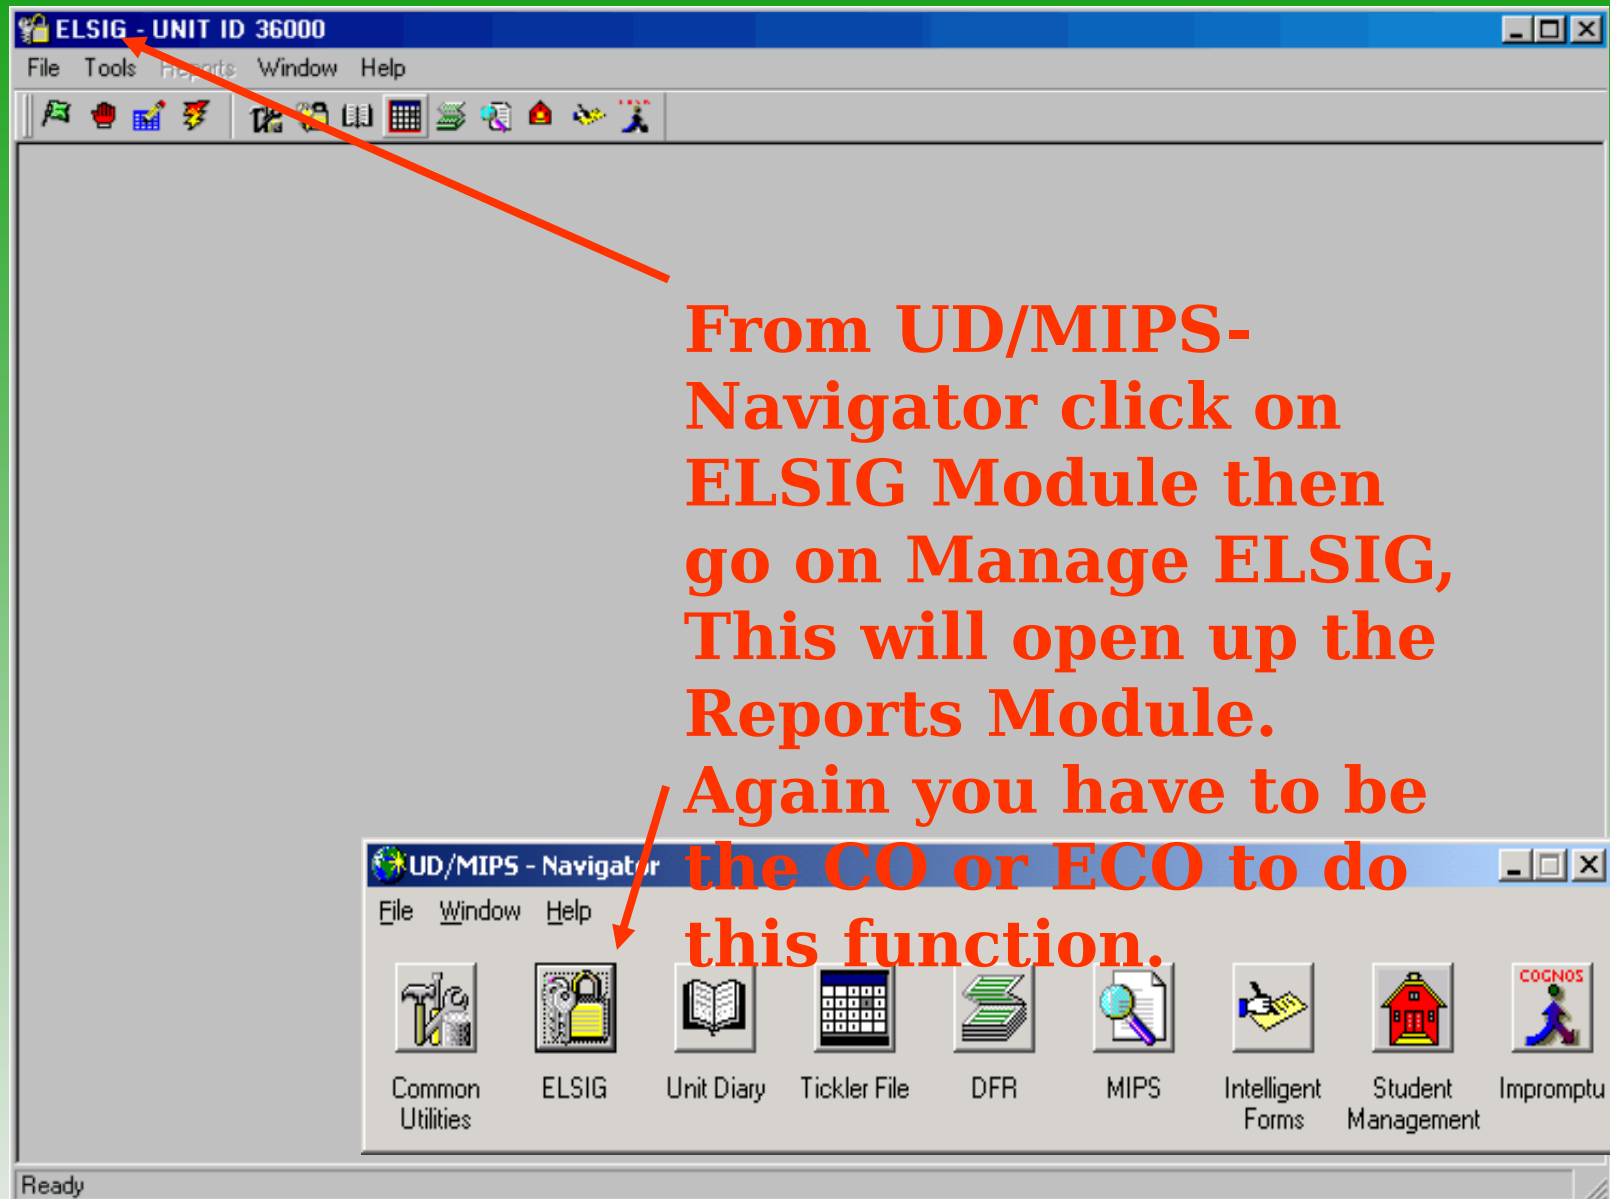 ELSIG - UNIT ID 36000
File Tools Reports Window Help
From UD/MIPS-
Navigator click on
ELSIG Module then
go on Manage ELSIG,
This will open up the
Reports Module.
Again you have to be
the CO or ECO to do
this function.
UD/MIPS - Navigator
File Window Help
COGNOS
Common Utilities
ELSIG
Unit Diary
Tickler File
DFR
MIPS
Intelligent Forms
Student Management
Impromptu
Ready